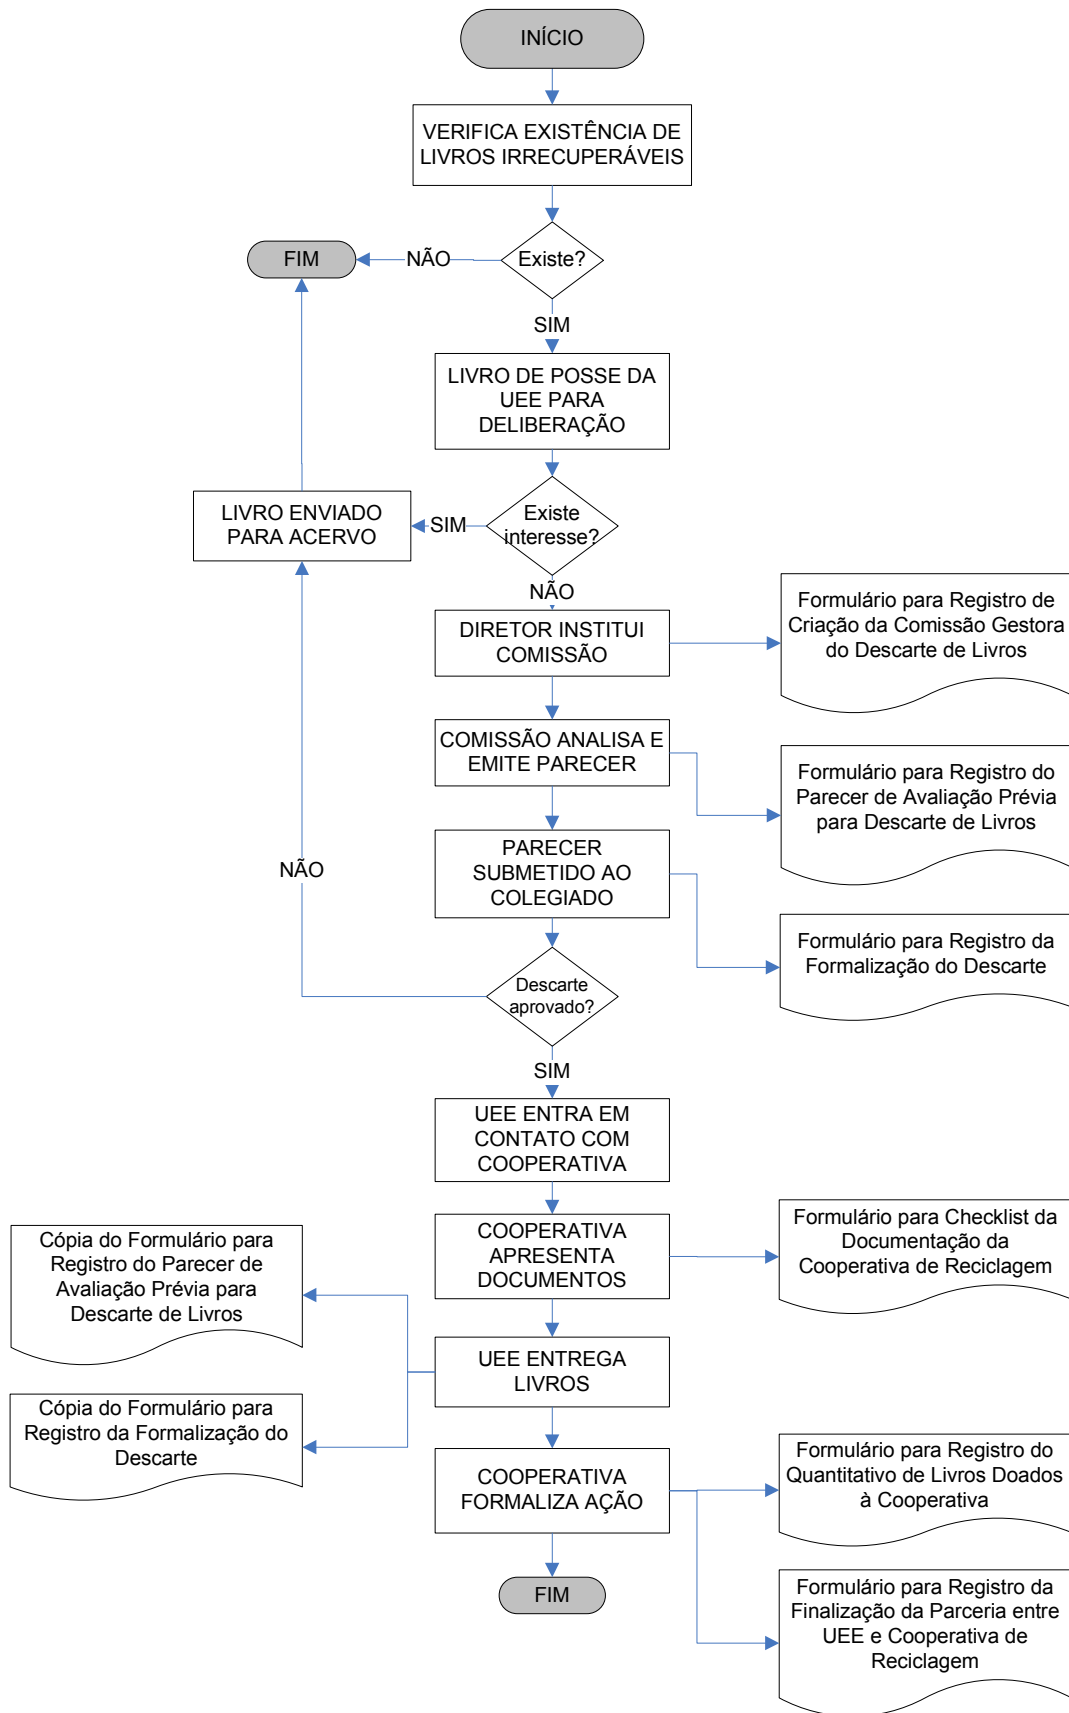 INÍCIO
VERIFICA EXISTÊNCIA DE
LIVROS IRRECUPERÁVEIS
FIM
NÃO
Existe?
SIM
LIVRO DE POSSE DA
UEE PARA
DELIBERAÇÃO
LIVRO ENVIADO
PARA ACERVO
SIM
Existe
interesse?
NÃO
DIRETOR INSTITUI
COMISSÃO
Formulário para Registro de
Criação da Comissão Gestora
do Descarte de Livros
COMISSÃO ANALISA E
EMITE PARECER
Formulário para Registro do
Parecer de Avaliação Prévia
para Descarte de Livros
PARECER
SUBMETIDO AO
COLEGIADO
NÃO
Formulário para Registro da
Formalização do Descarte
Descarte
aprovado?
SIM
UEE ENTRA EM
CONTATO COM
COOPERATIVA
COOPERATIVA
APRESENTA
DOCUMENTOS
Formulário para Checklist da
Documentação da
Cooperativa de Reciclagem
Cópia do Formulário para
Registro do Parecer de
Avaliação Prévia para
Descarte de Livros
UEE ENTREGA
LIVROS
Cópia do Formulário para
Registro da Formalização do
Descarte
COOPERATIVA
FORMALIZA AÇÃO
Formulário para Registro do
Quantitativo de Livros Doados
à Cooperativa
FIM
Formulário para Registro da
Finalização da Parceria entre
UEE e Cooperativa de
Reciclagem